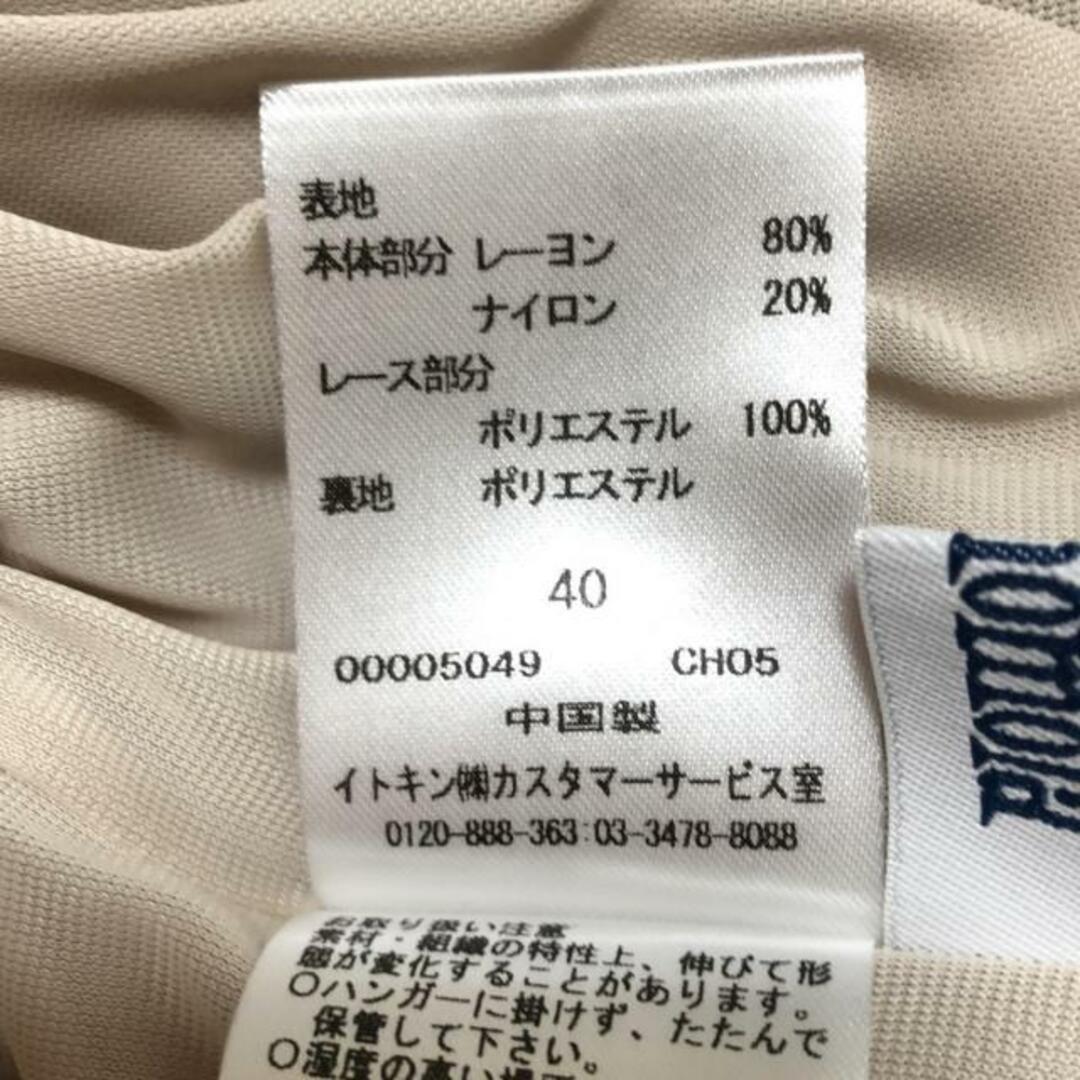 表地
本体部分 レーヨン 80%
ナイロン 20%
レース部分
ポリエステル 100%
裏地 ポリエステル
40
00005049 CH05
中国製
イトキン㈱カスタマーサービス室
0120-888-363:03-3478-8088
お取り扱い注意
素材・組織の特性上、伸びて形
態が変化することがあります。
○ハンガーに掛けず、たたんで
保管して下さい。
○湿度の高い場